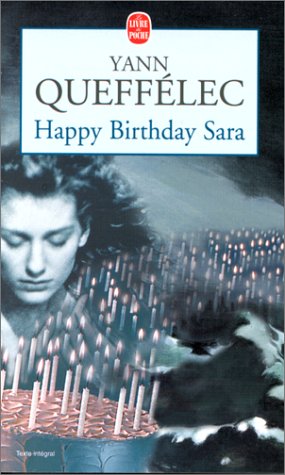 LE LIVRE
DE
POCHE
YANN
QUEFFÉLEC
Happy Birthday Sara
Texte intégral